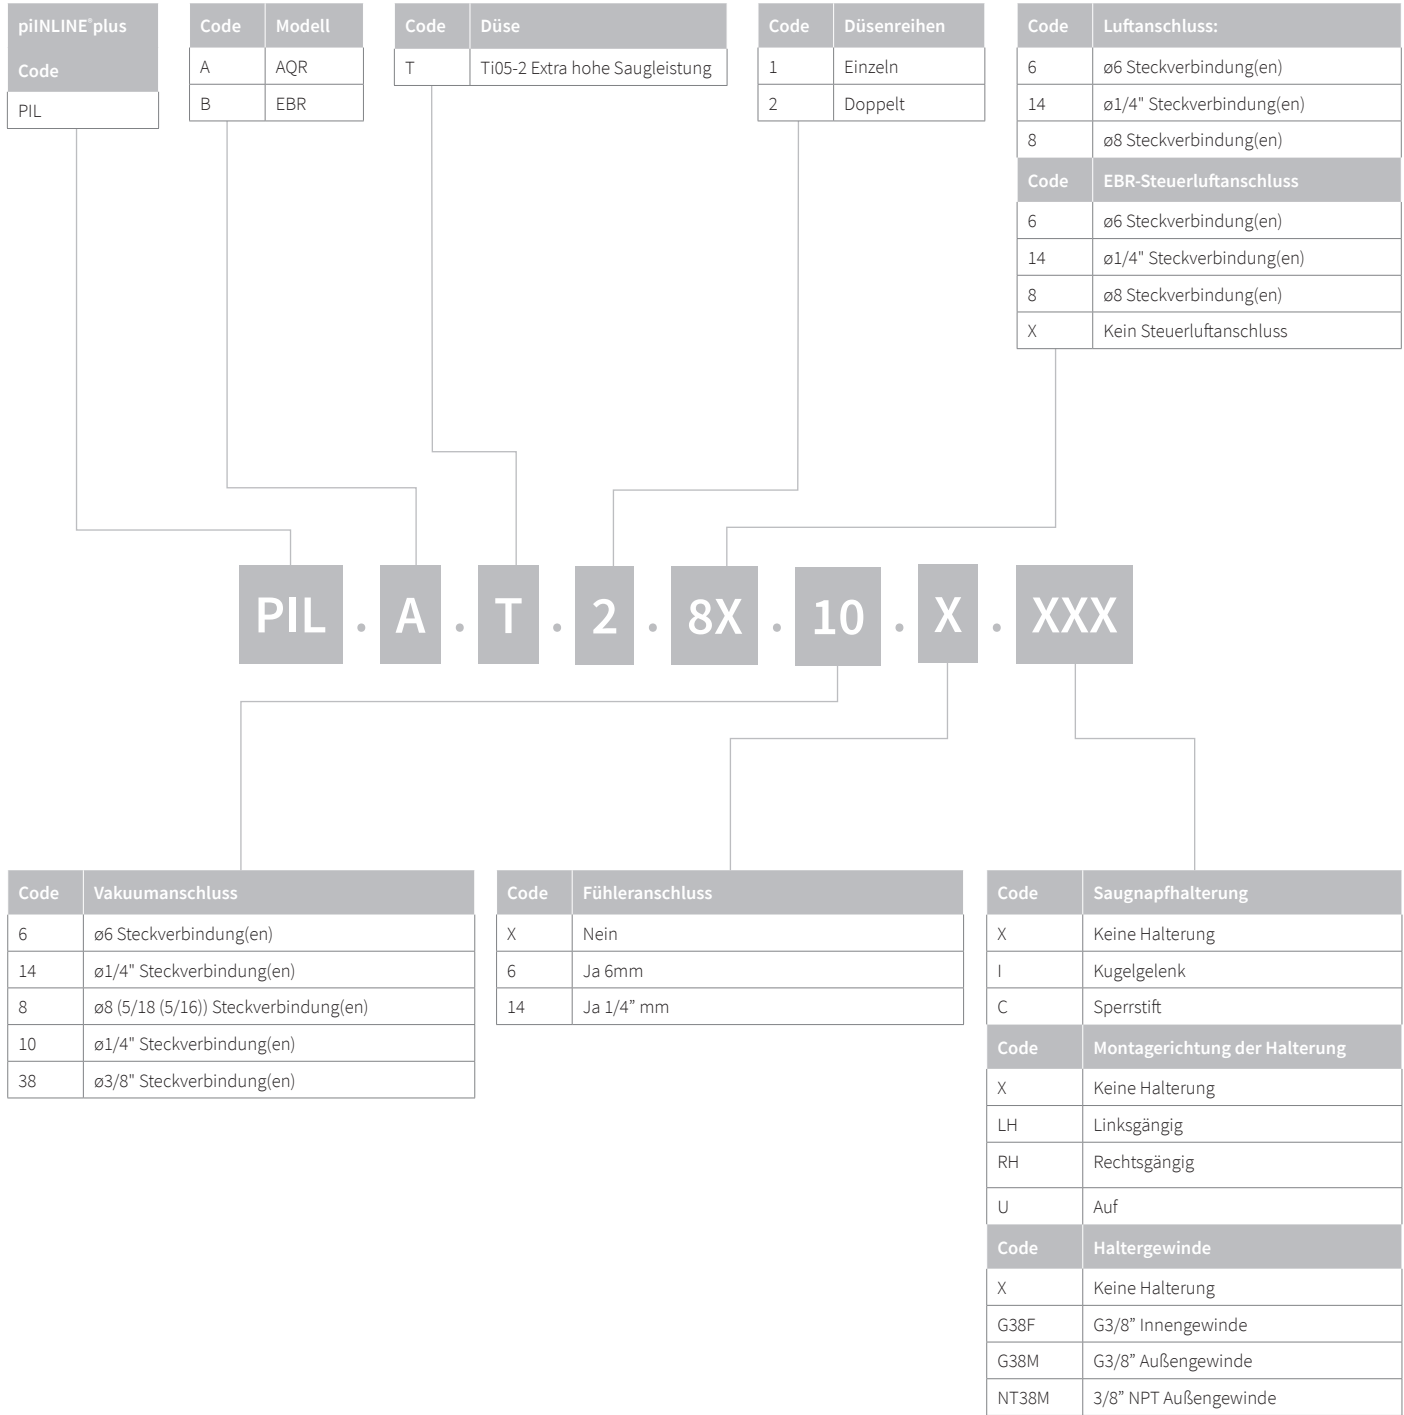 piINLINE®plus
Code
PIL
Code Modell
A AQR
B EBR
Code Düse
T Ti05-2 Extra hohe Saugleistung
Code Düsenreihen
1 Einzeln
2 Doppelt
Code Luftanschluss:
6 ø6 Steckverbindung(en)
14 ø1/4" Steckverbindung(en)
8 ø8 Steckverbindung(en)
Code EBR-Steuerluftanschluss
6 ø6 Steckverbindung(en)
14 ø1/4" Steckverbindung(en)
8 ø8 Steckverbindung(en)
X Kein Steuerluftanschluss
PIL . A . T . 2 . 8X . 10 . X . XXX
Code Vakuumanschluss
6 ø6 Steckverbindung(en)
14 ø1/4" Steckverbindung(en)
8 ø8 (5/18 (5/16)) Steckverbindung(en)
10 ø1/4" Steckverbindung(en)
38 ø3/8" Steckverbindung(en)
Code Fühleranschluss
X Nein
6 Ja 6mm
14 Ja 1/4” mm
Code Saugnapfhalterung
X Keine Halterung
I Kugelgelenk
C Sperrstift
Code Montagerichtung der Halterung
X Keine Halterung
LH Linksgängig
RH Rechtsgängig
U Auf
Code Haltergewinde
X Keine Halterung
G38F G3/8” Innengewinde
G38M G3/8” Außengewinde
NT38M 3/8” NPT Außengewinde